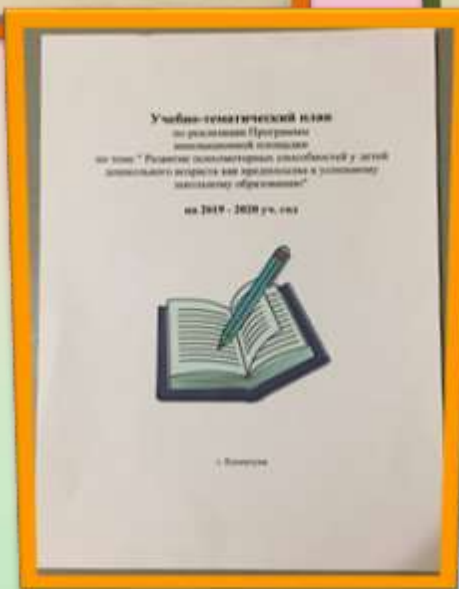 Учебно-тематический план
по реализации Программы
инновационной площадки
по теме " Развитие психомоторных способностей у детей
дошкольного возраста как предпосылка к успешному
школьному образованию"
на 2019 - 2020 уч. год
г.